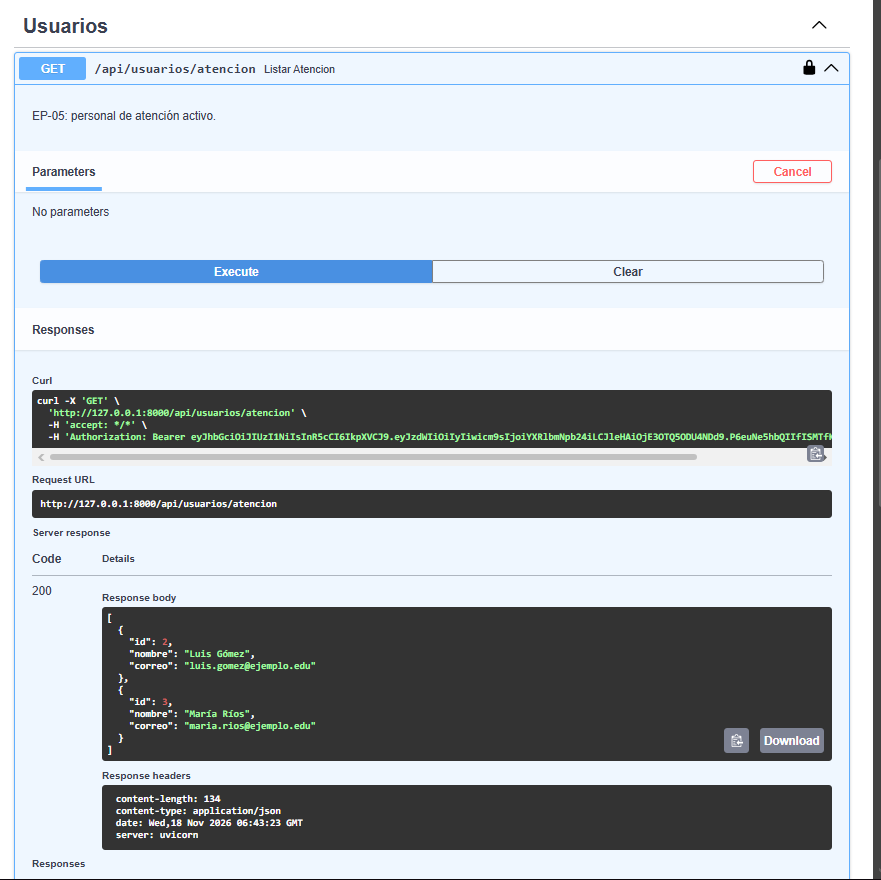 Usuarios
GET /api/usuarios/atencion Listar Atencion
EP-05: personal de atención activo.
Parameters
Cancel
No parameters
Execute
Clear
Responses
Curl
curl -X 'GET' \
'http://127.0.0.1:8000/api/usuarios/atencion' \
-H 'accept: */*' \
-H 'Authorization: Bearer
Request URL
http://127.0.0.1:8000/api/usuarios/atencion
Server response
Code Details
200
Response body
[
{
"id": 2,
"nombre": "Luis Gómez",
"correo": "luis.gomez@ejemplo.edu"
},
{
"id": 3,
"nombre": "María Ríos",
"correo": "maria.rios@ejemplo.edu"
}
]
Download
Response headers
content-length: 134
content-type: application/json
date: Wed,18 Nov 2026 06:43:23 GMT
server: uvicorn
Responses